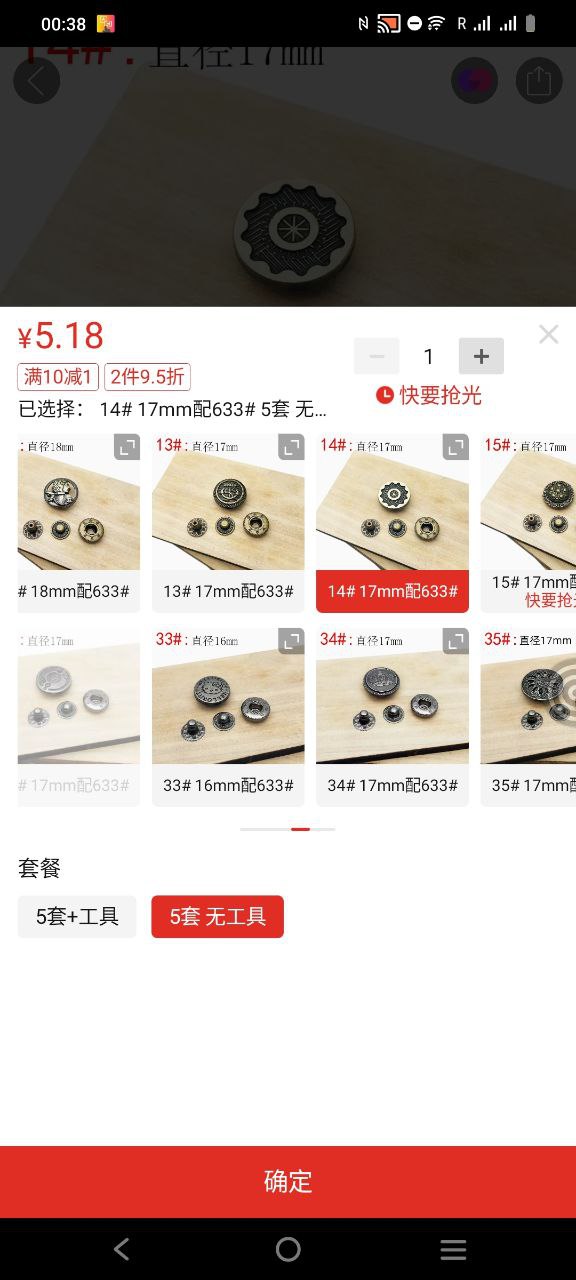 00:38
R
14#：直径17mm
¥5.18
满10减1 2件9.5折
1
快要抢光
已选择： 14# 17mm配633# 5套 无...
: 直径18mm
13#: 直径17mm
14#: 直径17mm
15#: 直径17mm
# 18mm配633#
13# 17mm配633#
14# 17mm配633#
15# 17mm配
快要抢
: 直径17mm
33#: 直径16mm
34#: 直径17mm
35#: 直径17mm
# 17mm配633#
33# 16mm配633#
34# 17mm配633#
35# 17mm配
套餐
5套+工具
5套 无工具
确定